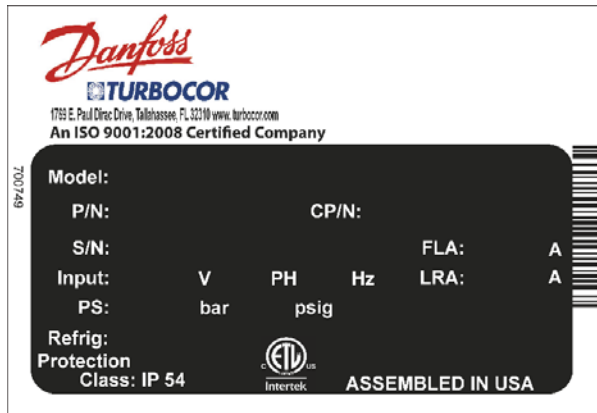 Danfoss
TURBOCOR
1769 E. Paul Dirac Drive, Tallahassee, FL 32310 www. turbocor.com
An ISO 9001:2008 Certified Company
700749
Model:
P/N: CP/N:
S/N: FLA: A
Input: V PH Hz LRA: A
PS: bar psig
Refrig:
Protection
Class: IP 54
C ETL US
Intertek
ASSEMBLED IN USA